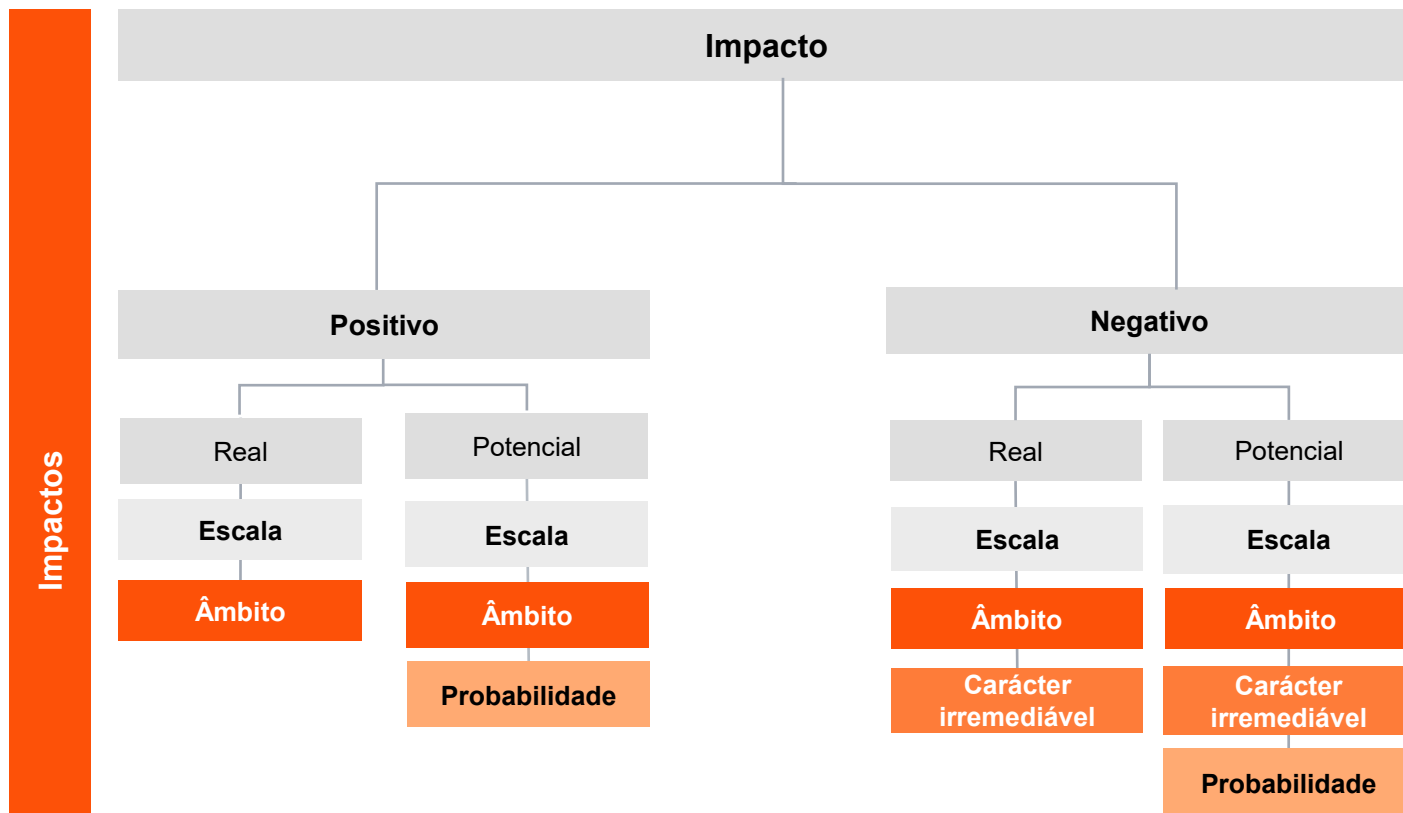 Impactos
Impacto
Positivo
Negativo
Real
Potencial
Real
Potencial
Escala
Escala
Escala
Escala
Âmbito
Âmbito
Âmbito
Âmbito
Probabilidade
Carácter
irremediável
Carácter
irremediável
Probabilidade